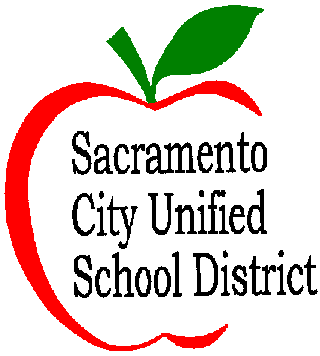 Sacramento
City Unified
School District